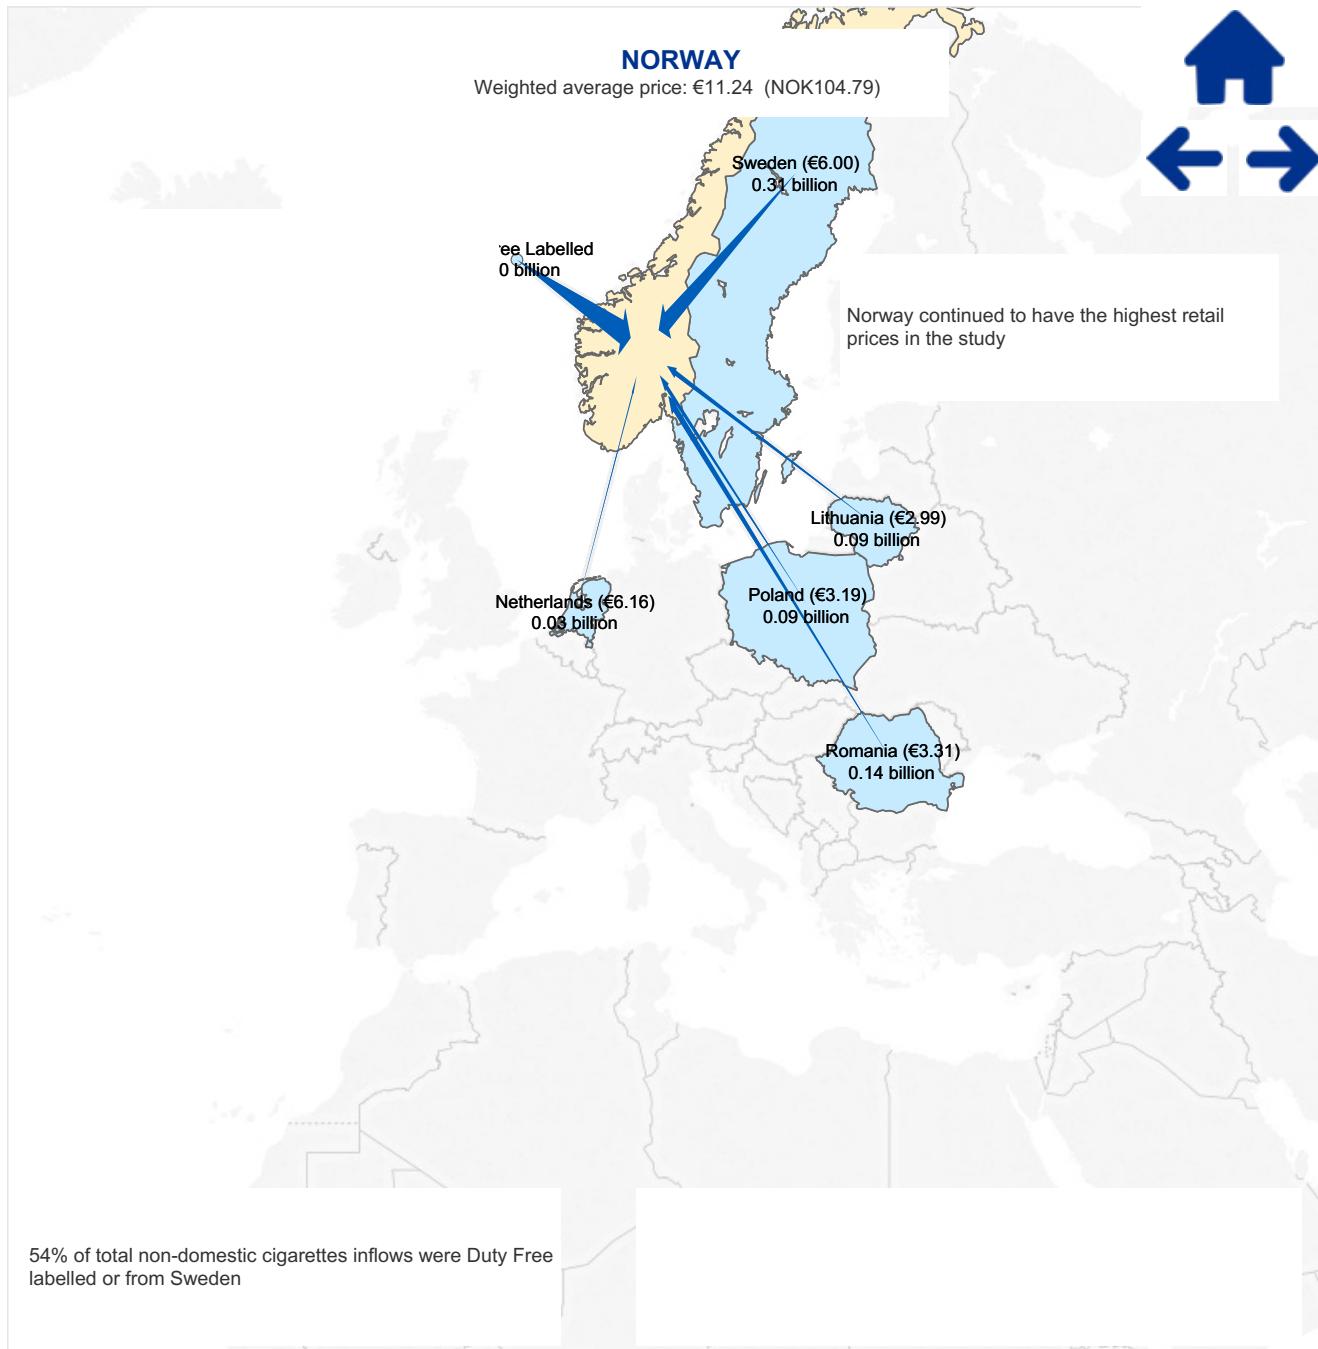 NORWAY
Weighted average price: €11.24 (NOK104.79)
Sweden (€6.00)
0.31 billion
ee Labelled
0 billion
Norway continued to have the highest retail
prices in the study
Lithuania (€2.99)
0.09 billion
Netherlands (€6.16)
0.03 billion
Poland (€3.19)
0.09 billion
Romania (€3.31)
0.14 billion
54% of total non-domestic cigarettes inflows were Duty Free
labelled or from Sweden